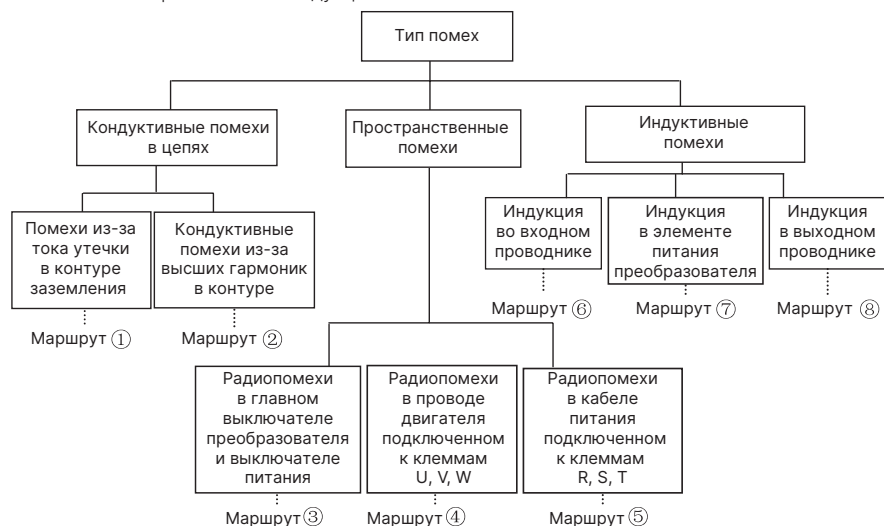 Тип помех
Кондуктивные помехи
в цепях
Пространственные
помехи
Индуктивные
помехи
Помехи из-за
тока утечки
в контуре
заземления
Кондуктивные
помехи из-за
высших гармоник
в контуре
Индукция
во входном
проводнике
Индукция
в элементе
питания
преобразователя
Индукция
в выходном
проводнике
Маршрут ①
Маршрут ②
Маршрут ⑥
Маршрут ⑦
Маршрут ⑧
Радиопомехи
в главном
выключателе
преобразователя
и выключателе
питания
Радиопомехи
в проводе
двигателя
подключенном
к клеммам
U, V, W
Радиопомехи
в кабеле
питания
подключенном
к клеммам
R, S, T
Маршрут ③
Маршрут ④
Маршрут ⑤